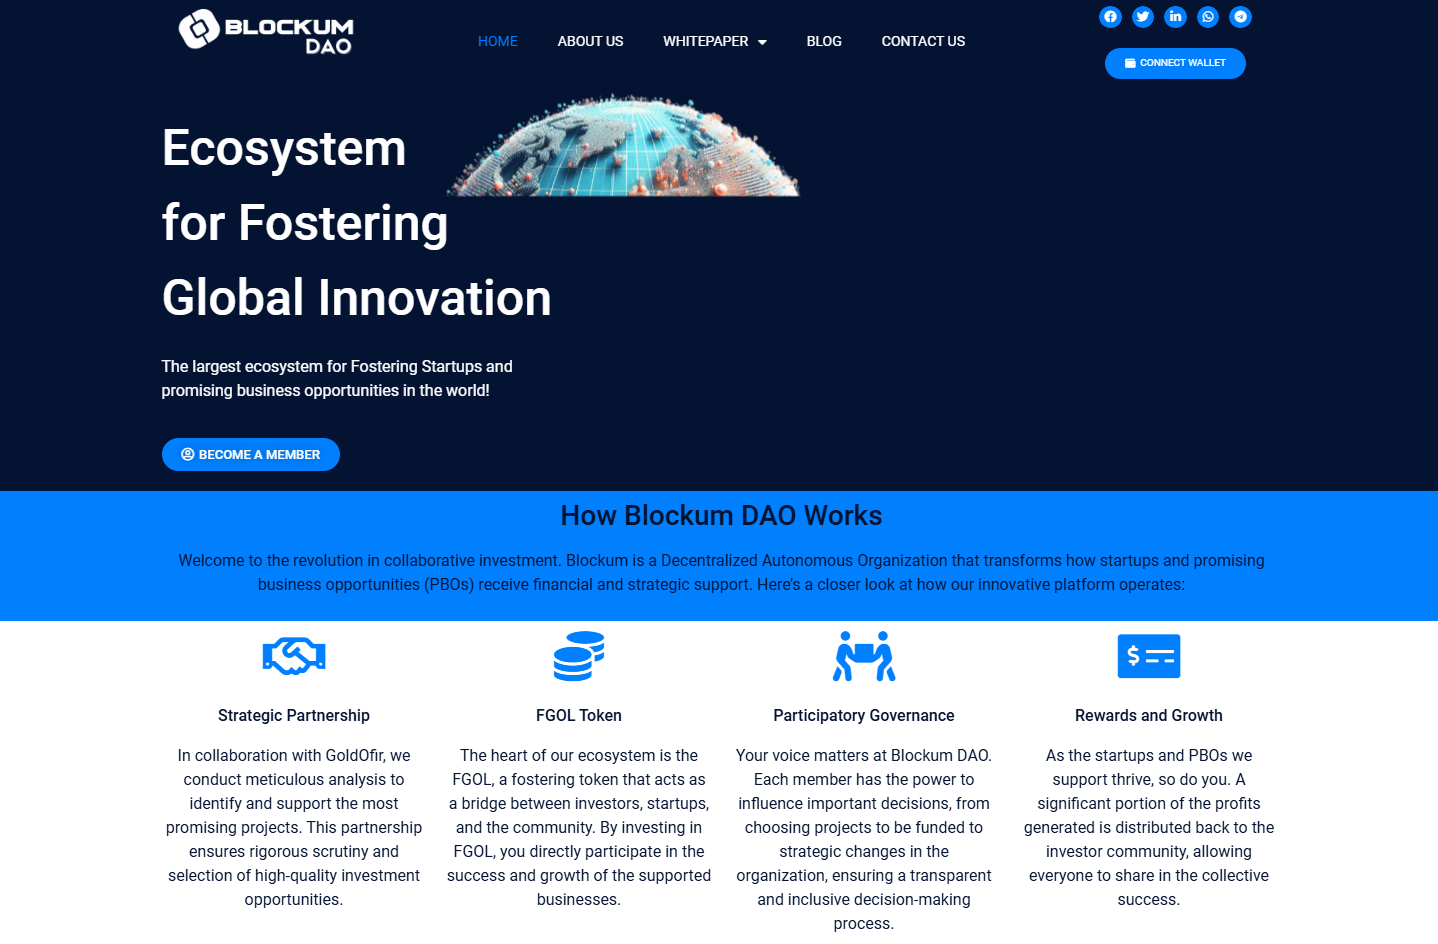 BLOCKUM
DAO
HOME
ABOUT US
WHITEPAPER
BLOG
CONTACT US
CONNECT WALLET
Ecosystem
for Fostering
Global Innovation
The largest ecosystem for Fostering Startups and
promising business opportunities in the world!
BECOME A MEMBER
How Blockum DAO Works
Welcome to the revolution in collaborative investment. Blockum is a Decentralized Autonomous Organization that transforms how startups and promising
business opportunities (PBOs) receive financial and strategic support. Here’s a closer look at how our innovative platform operates:
Strategic Partnership
In collaboration with GoldOfir, we
conduct meticulous analysis to
identify and support the most
promising projects. This partnership
ensures rigorous scrutiny and
selection of high-quality investment
opportunities.
FGOL Token
The heart of our ecosystem is the
FGOL, a fostering token that acts as
a bridge between investors, startups,
and the community. By investing in
FGOL, you directly participate in the
success and growth of the supported
businesses.
Participatory Governance
Your voice matters at Blockum DAO.
Each member has the power to
influence important decisions, from
choosing projects to be funded to
strategic changes in the
organization, ensuring a transparent
and inclusive decision-making
process.
Rewards and Growth
As the startups and PBOs we
support thrive, so do you. A
significant portion of the profits
generated is distributed back to the
investor community, allowing
everyone to share in the collective
success.